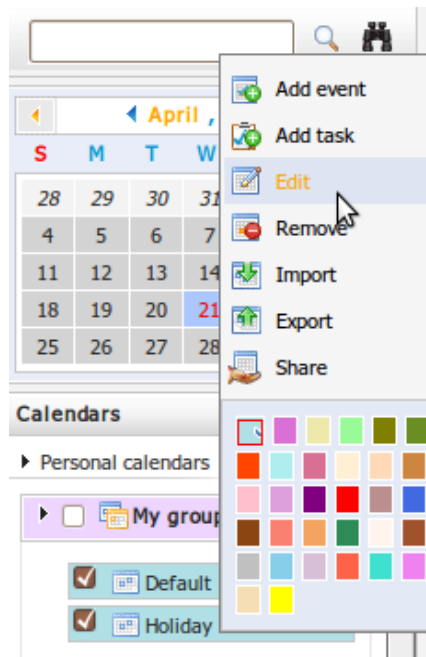 Add event
April ,
Add task
S M T W
Edit
28 29 30 31
Remove
4 5 6 7
11 12 13 14
Import
18 19 20 21
Export
25 26 27 28
Share
Calendars
Personal calendars
My group
Default
Holiday